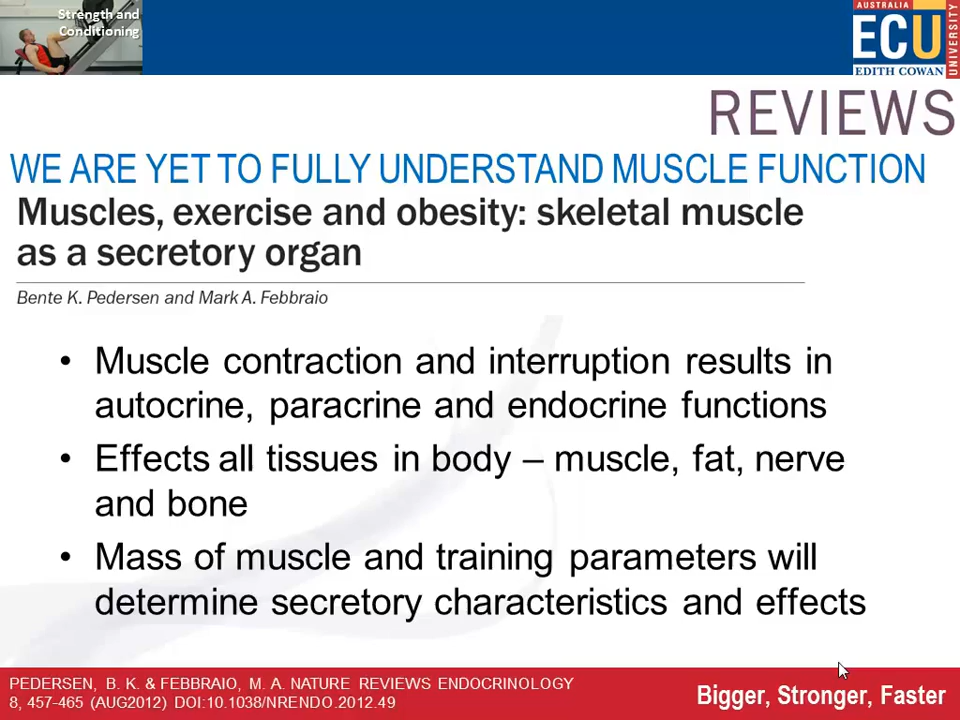 Strength and
Conditioning
AUSTRALIA
ECU
EDITH COWAN
UNIVERSITY
REVIEWS
WE ARE YET TO FULLY UNDERSTAND MUSCLE FUNCTION
Muscles, exercise and obesity: skeletal muscle
as a secretory organ
Bente K. Pedersen and Mark A. Febbraio
• Muscle contraction and interruption results in
autocrine, paracrine and endocrine functions
• Effects all tissues in body – muscle, fat, nerve
and bone
• Mass of muscle and training parameters will
determine secretory characteristics and effects
PEDERSEN, B. K. & FEBBRAIO, M. A. NATURE REVIEWS ENDOCRINOLOGY
8, 457-465 (AUG2012) DOI:10.1038/NRENDO.2012.49
Bigger, Stronger, Faster